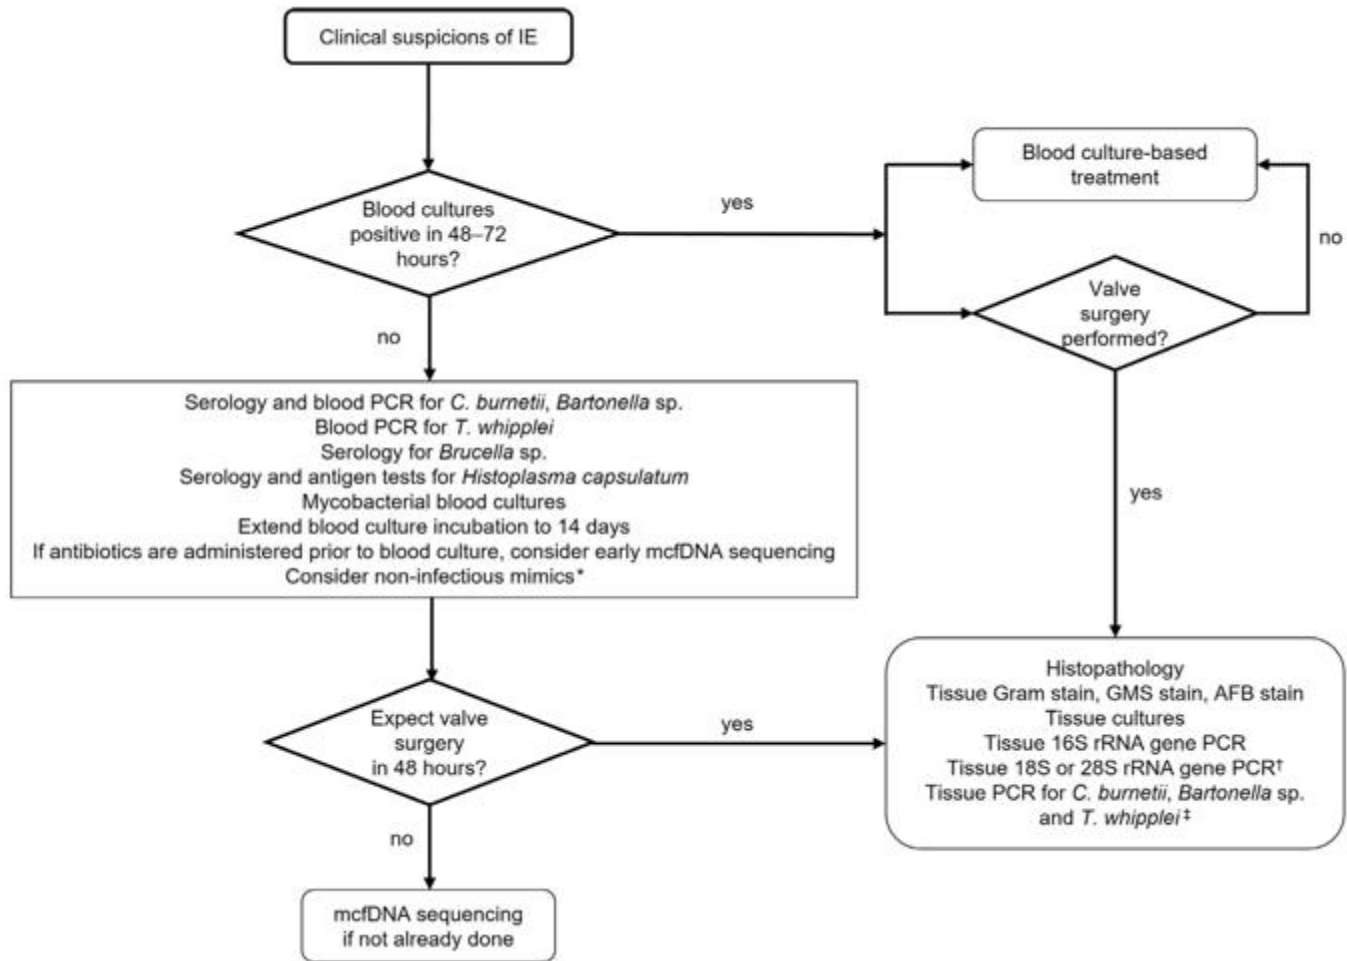 Clinical suspicions of IE
Blood culture-based
treatment
Blood cultures
positive in 48–72
hours?
yes
no
Valve
surgery
performed?
no
yes
Serology and blood PCR for C. burnetii, Bartonella sp.
Blood PCR for T. whipplei
Serology for Brucella sp.
Serology and antigen tests for Histoplasma capsulatum
Mycobacterial blood cultures
Extend blood culture incubation to 14 days
If antibiotics are administered prior to blood culture, consider early mcfDNA sequencing
Consider non-infectious mimics*
Expect valve
surgery
in 48 hours?
yes
no
Histopathology
Tissue Gram stain, GMS stain, AFB stain
Tissue cultures
Tissue 16S rRNA gene PCR
Tissue 18S or 28S rRNA gene PCR†
Tissue PCR for C. burnetii, Bartonella sp.
and T. whipplei‡
mcfDNA sequencing
if not already done